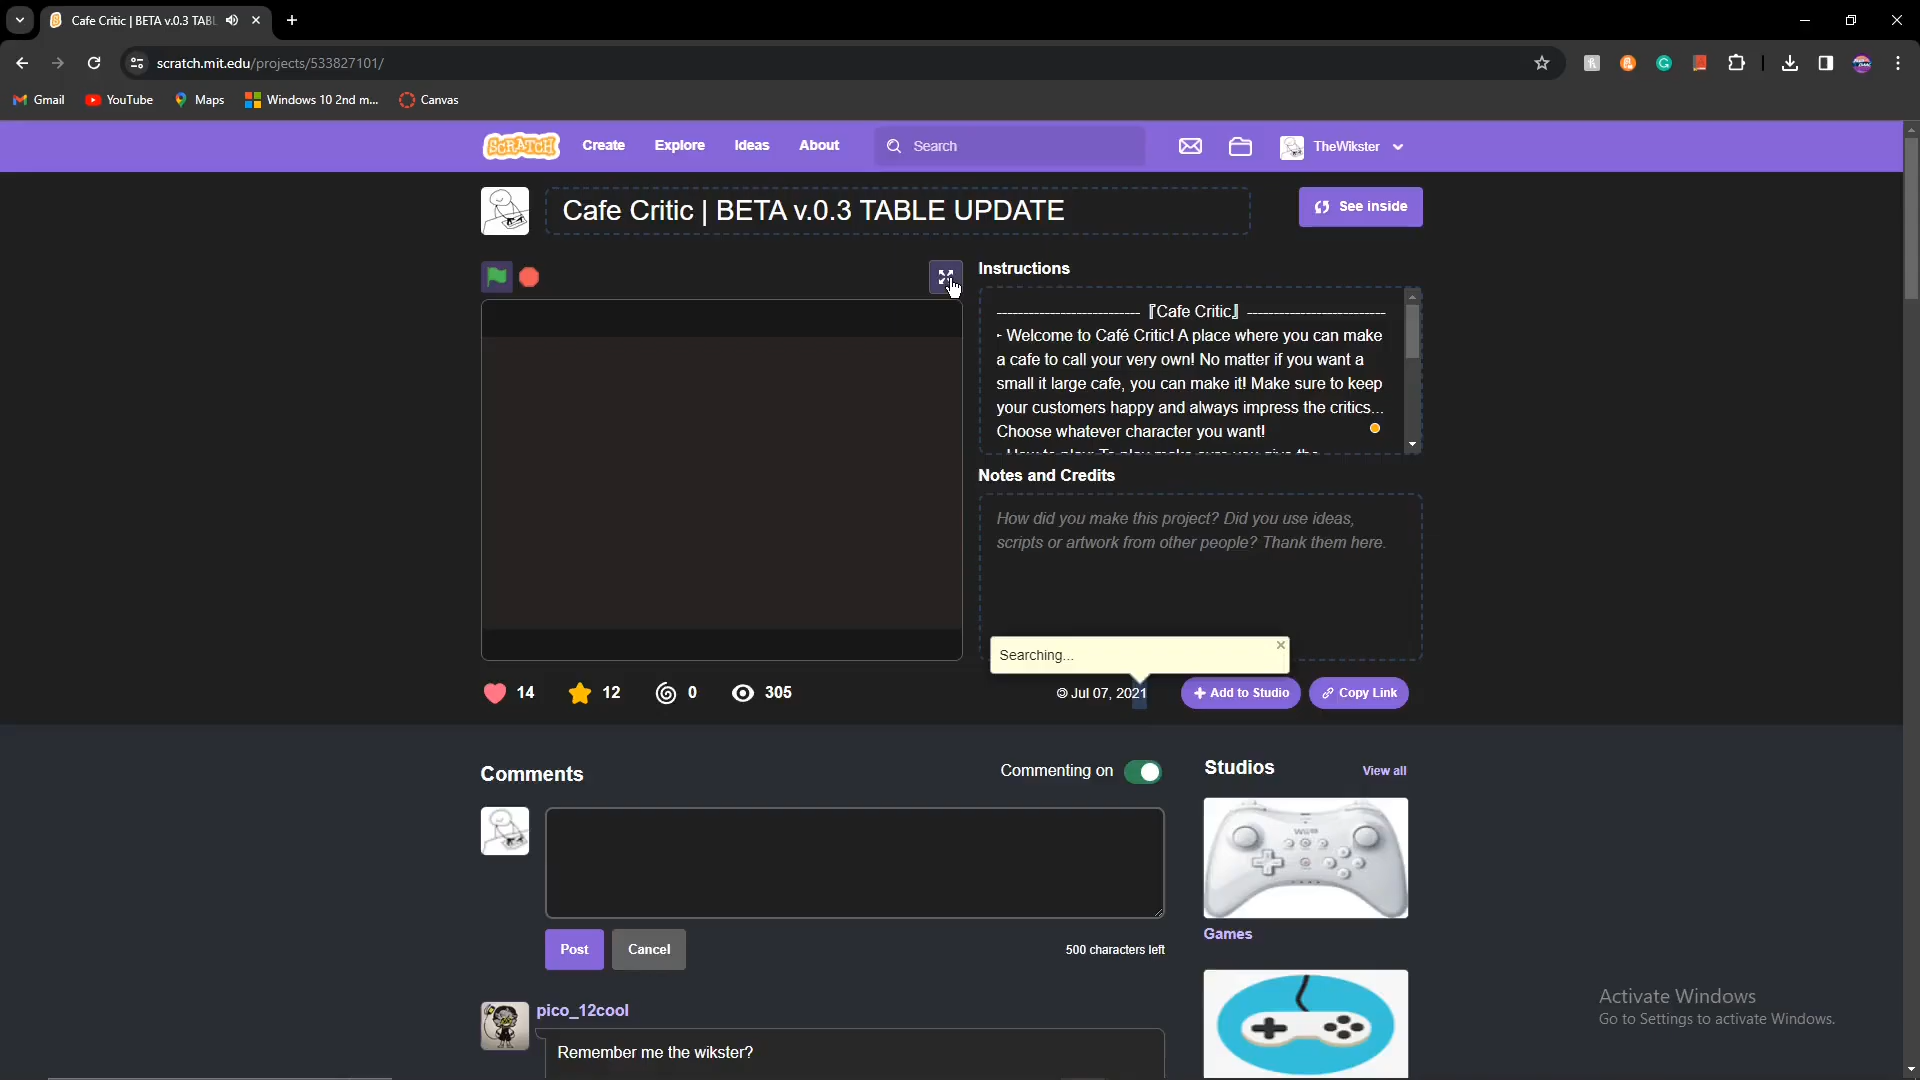 Cafe Critic | BETA v.0.3 TABL
scratch.mit.edu/projects/533827101/
Gmail
YouTube
Maps
Windows 10 2nd m...
Canvas
SCRATCH
Create
Explore
Ideas
About
Search
TheWikster
Cafe Critic | BETA v.0.3 TABLE UPDATE
See inside
Instructions
---------------------------『Cafe Critic』--------------------------
- Welcome to Café Critic! A place where you can make
a cafe to call your very own! No matter if you want a
small it large cafe, you can make it! Make sure to keep
your customers happy and always impress the critics...
Choose whatever character you want!
Notes and Credits
How did you make this project? Did you use ideas,
scripts or artwork from other people? Thank them here.
Searching...
14
12
0
305
© Jul 07, 2021
Add to Studio
Copy Link
Comments
Commenting on
Studios
View all
Post
Cancel
500 characters left
Games
pico_12cool
Remember me the wikster?
Activate Windows
Go to Settings to activate Windows.